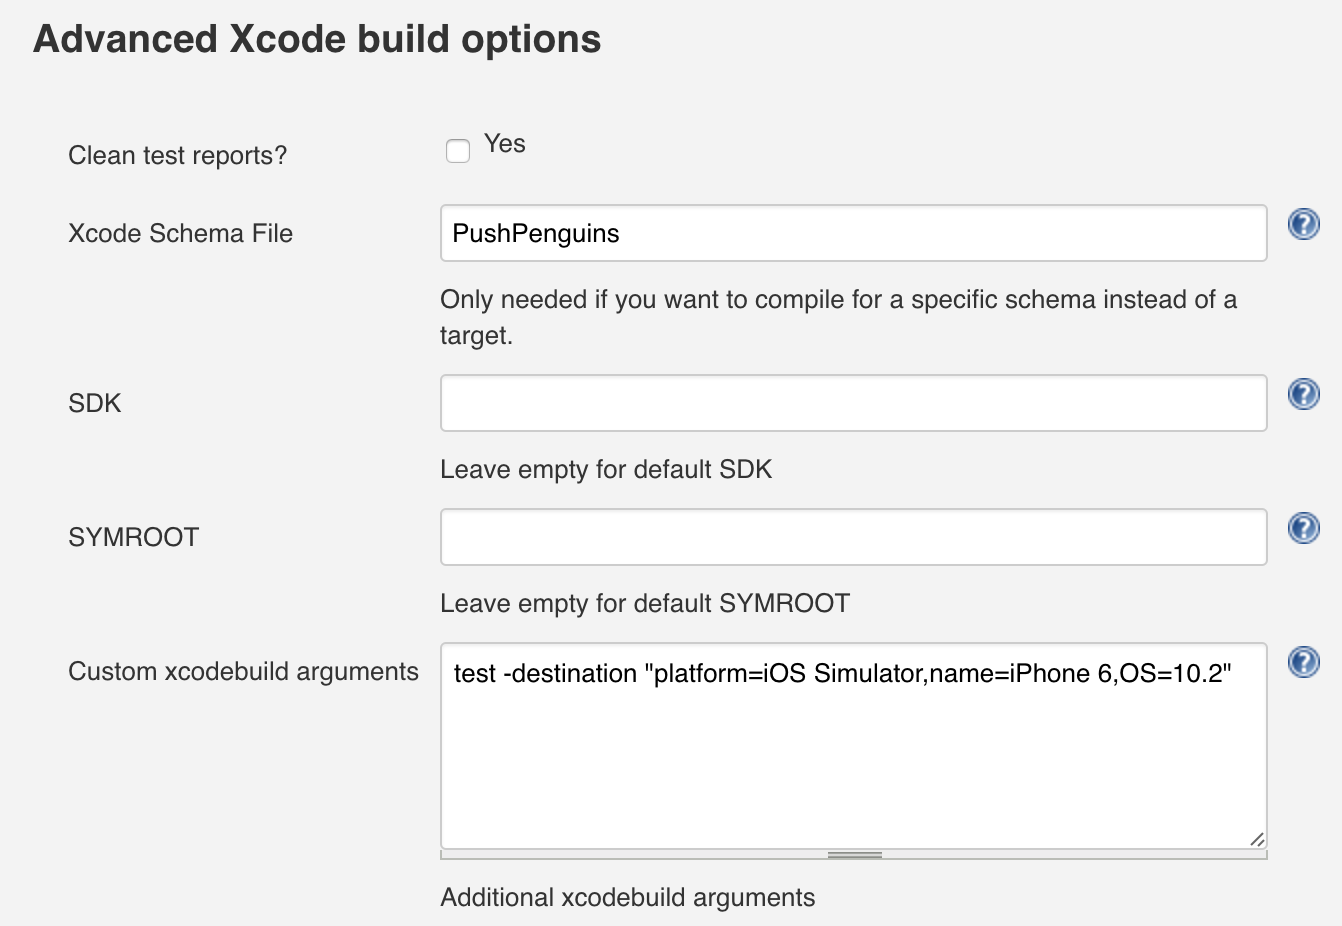 Advanced Xcode build options
Clean test reports?
Yes
Xcode Schema File
PushPenguins
Only needed if you want to compile for a specific schema instead of a
target.
SDK
Leave empty for default SDK
SYMROOT
Leave empty for default SYMROOT
Custom xcodebuild arguments
test -destination "platform=iOS Simulator,name=iPhone 6,OS=10.2"
Additional xcodebuild arguments